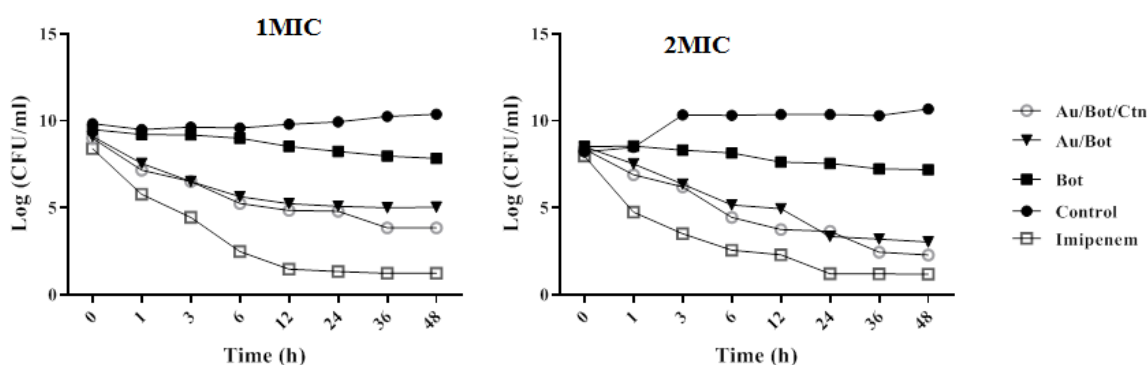 1MIC
15
10
5
0
Log (CFU/ml)
0 1 3 6 12 24 36 48
Time (h)
2MIC
15
10
5
0
Log (CFU/ml)
0 1 3 6 12 24 36 48
Time (h)
Au/Bot/Ctn
Au/Bot
Bot
Control
Imipenem